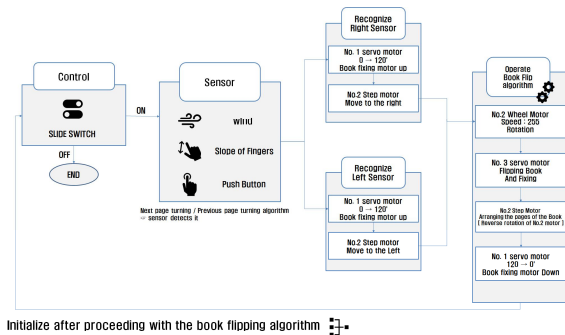 Control
SLIDE SWITCH
ON
OFF
END
Sensor
wind
Slope of Fingers
Push Button
Next page turning / Previous page turning algorithm
⇒ sensor detects it
Recognize
Right Sensor
No. 1 servo motor
0 → 120'
Book fixing motor up
No.2 Step motor
Move to the right
Recognize
Left Sensor
No. 1 servo motor
0 → 120'
Book fixing motor up
No.2 Step motor
Move to the Left
Operate
Book Flip
algorithm
No.2 Wheel Motor
Speed : 255
Rotation
No. 3 servo motor
Flipping Book
And Fixing
No.2 Step Motor
Arranging the pages of the Book
[ Reverse rotation of No.2 motor ]
No. 1 servo motor
120 → 0'
Book fixing motor Down
Initialize after proceeding with the book flipping algorithm